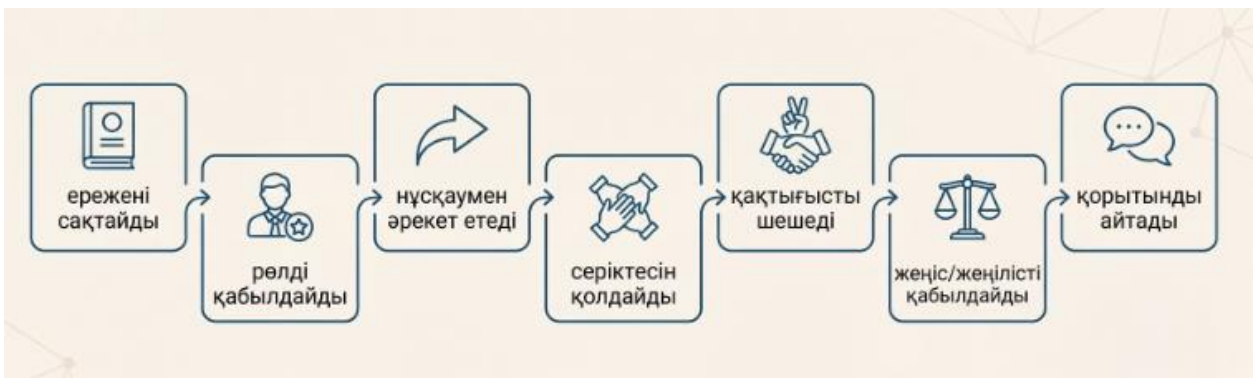 ережені
сақтайды
рөлді
қабылдайды
нұсқаумен
әрекет етеді
серіктесін
қолдайды
қақтығысты
шешеді
жеңіс/жеңілісті
қабылдайды
қорытынды
айтады